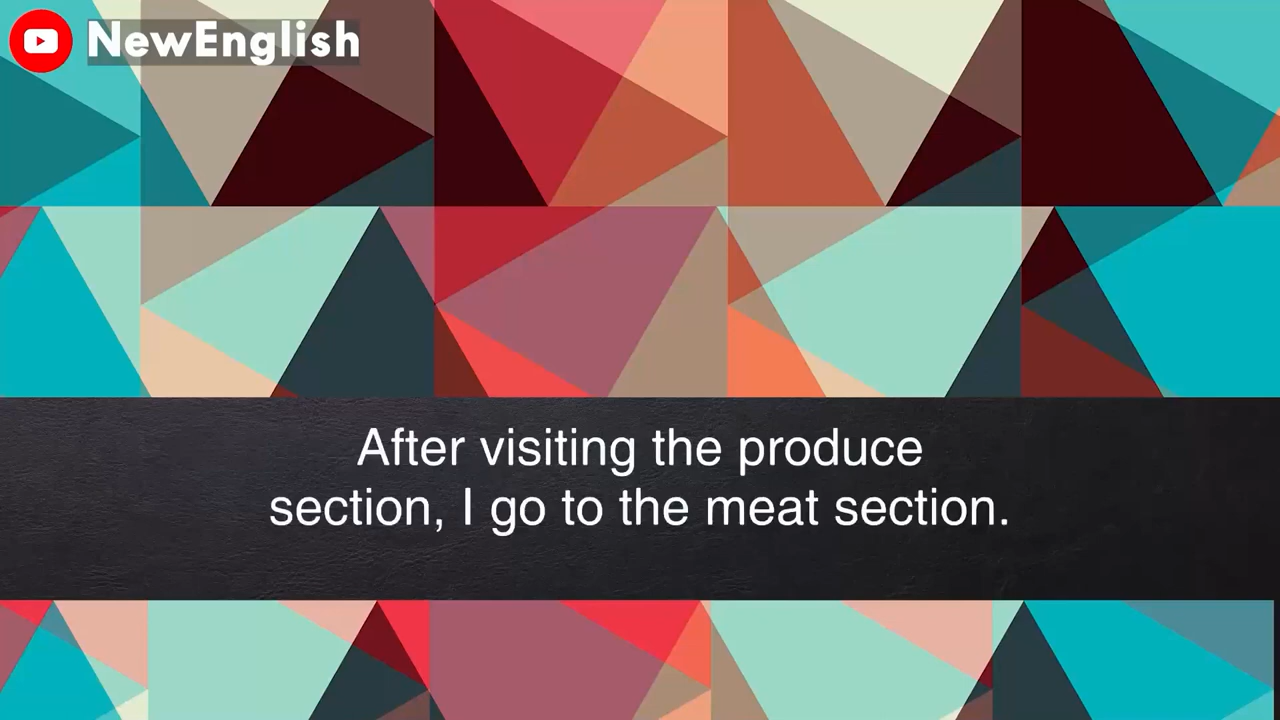 NewEnglish
After visiting the produce
section, I go to the meat section.